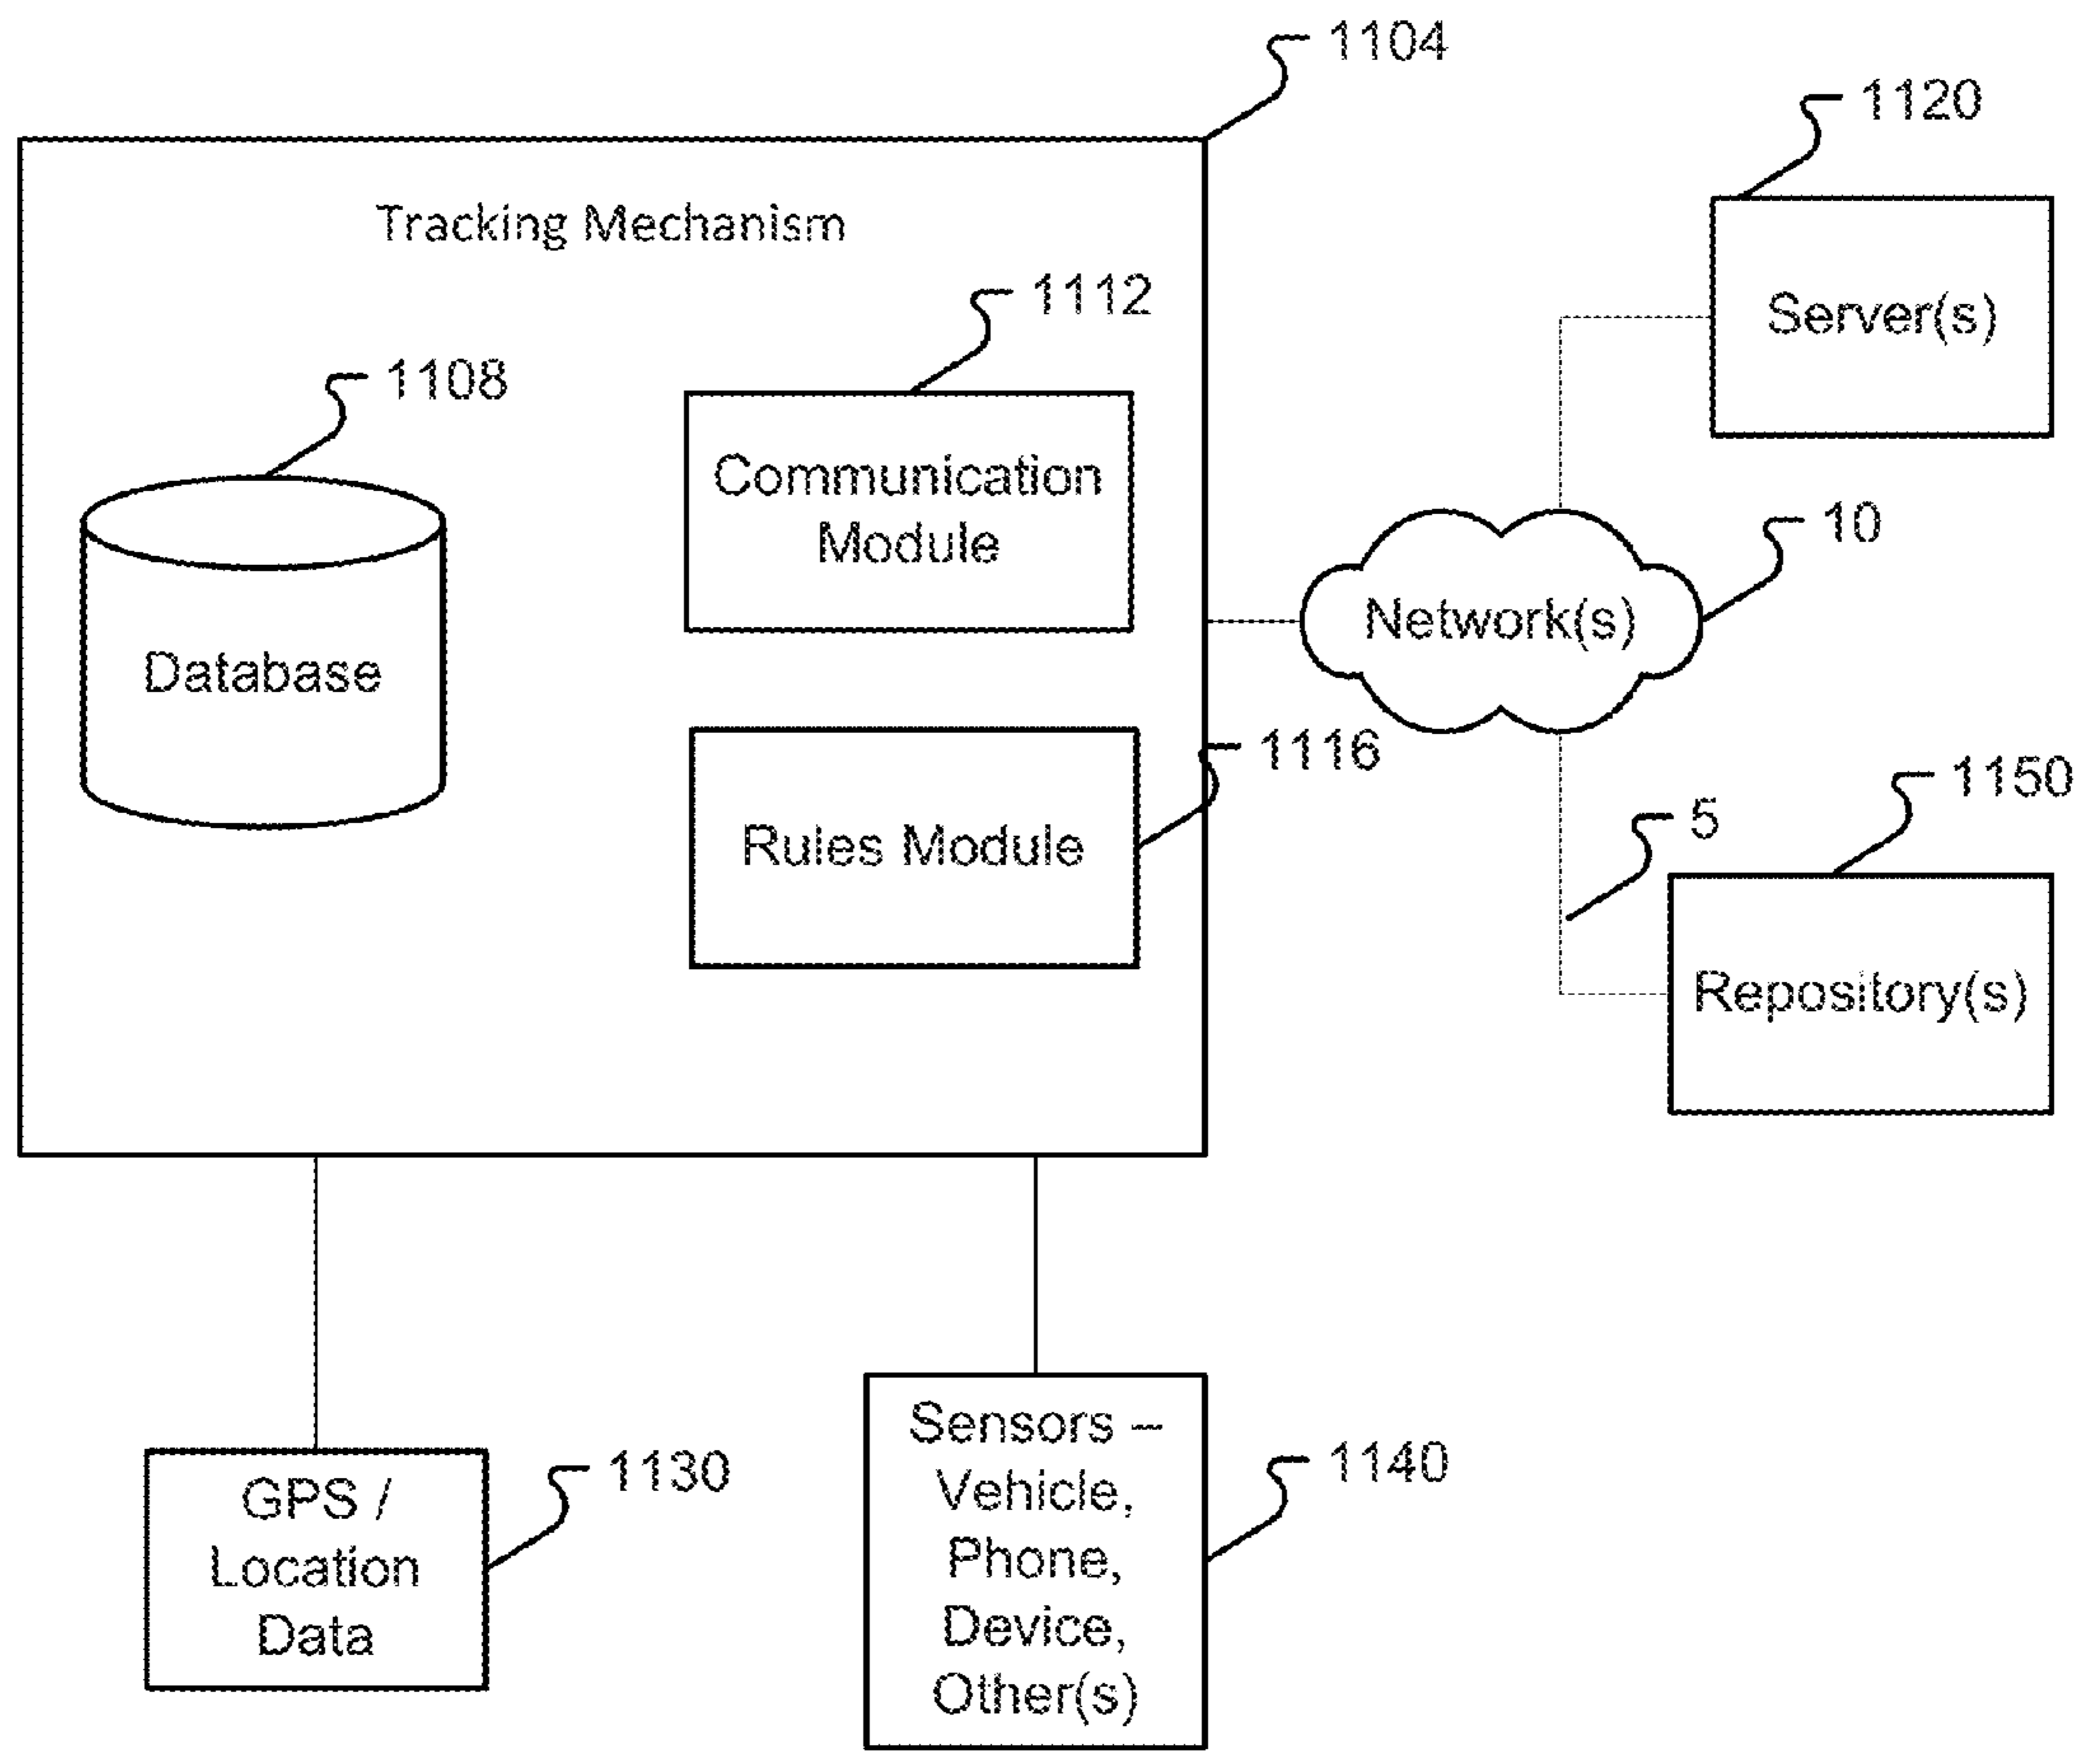 1104
1120
Tracking Mechanism
1112
Server(s)
1108
Communication
Module
10
Network(s)
Database
1116
1150
5
Rules Module
Repository(s)
Sensors –
Vehicle,
Phone,
Device,
Other(s)
1140
1130
GPS /
Location
Data